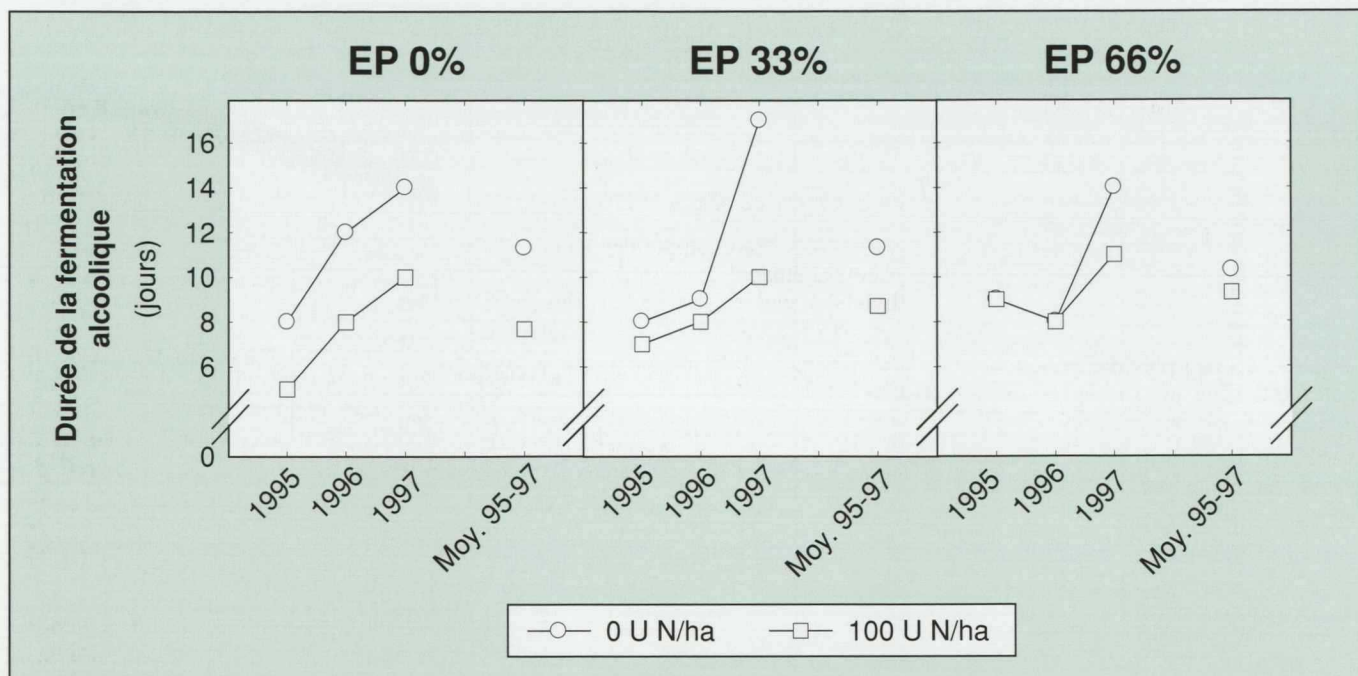 EP 0%
EP 33%
EP 66%
Durée de la fermentation
alcoolique
(jours)
16
14
12
10
8
6
0
1995
1996
1997
Moy. 95-97
1995
1996
1997
Moy. 95-97
1995
1996
1997
Moy. 95-97
0 U N/ha
100 U N/ha